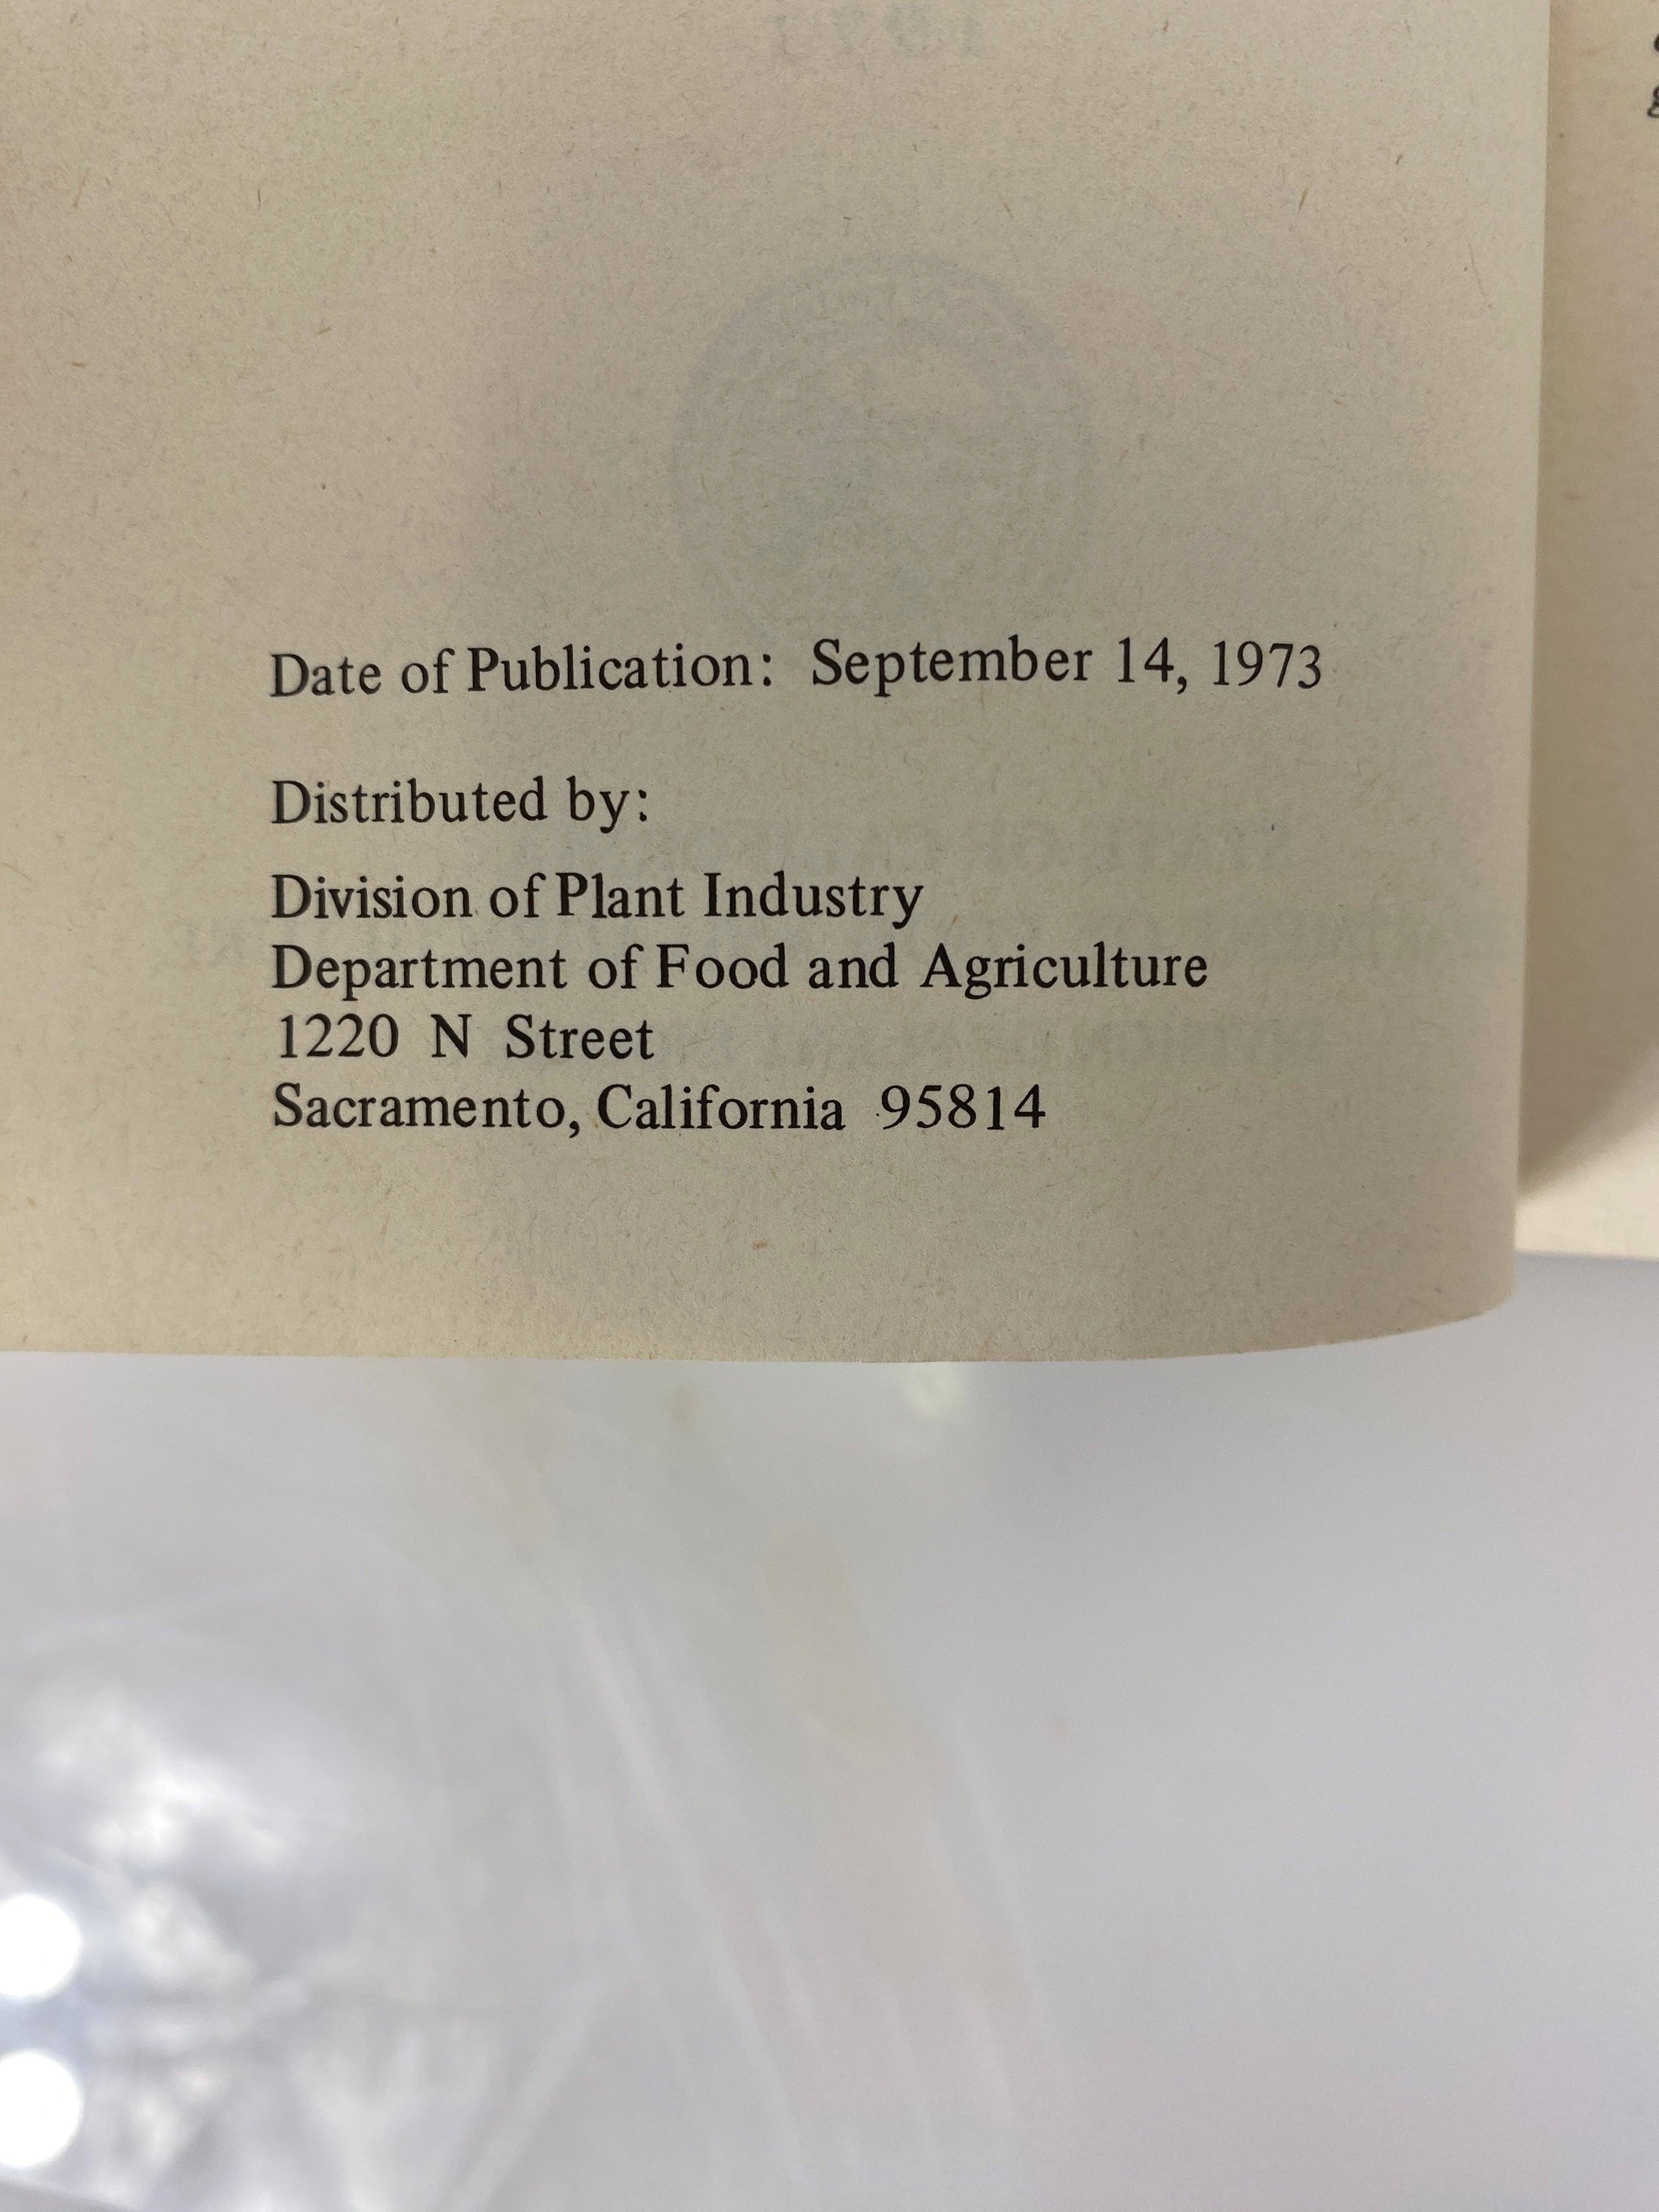 Date of Publication: September 14, 1973
Distributed by:
Division of Plant Industry
Department of Food and Agriculture
1220 N Street
Sacramento, California 95814